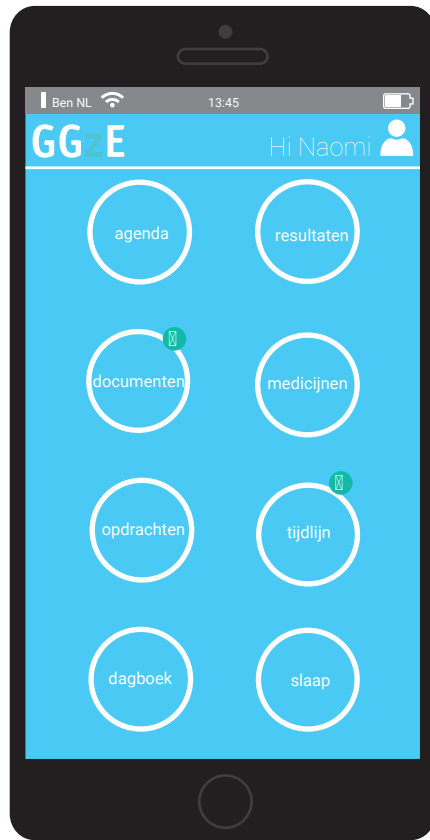 Ben NL 13:45
GGzE Hi Naomi
agenda resultaten
documenten medicijnen
opdrachten tijdlijn
dagboek slaap